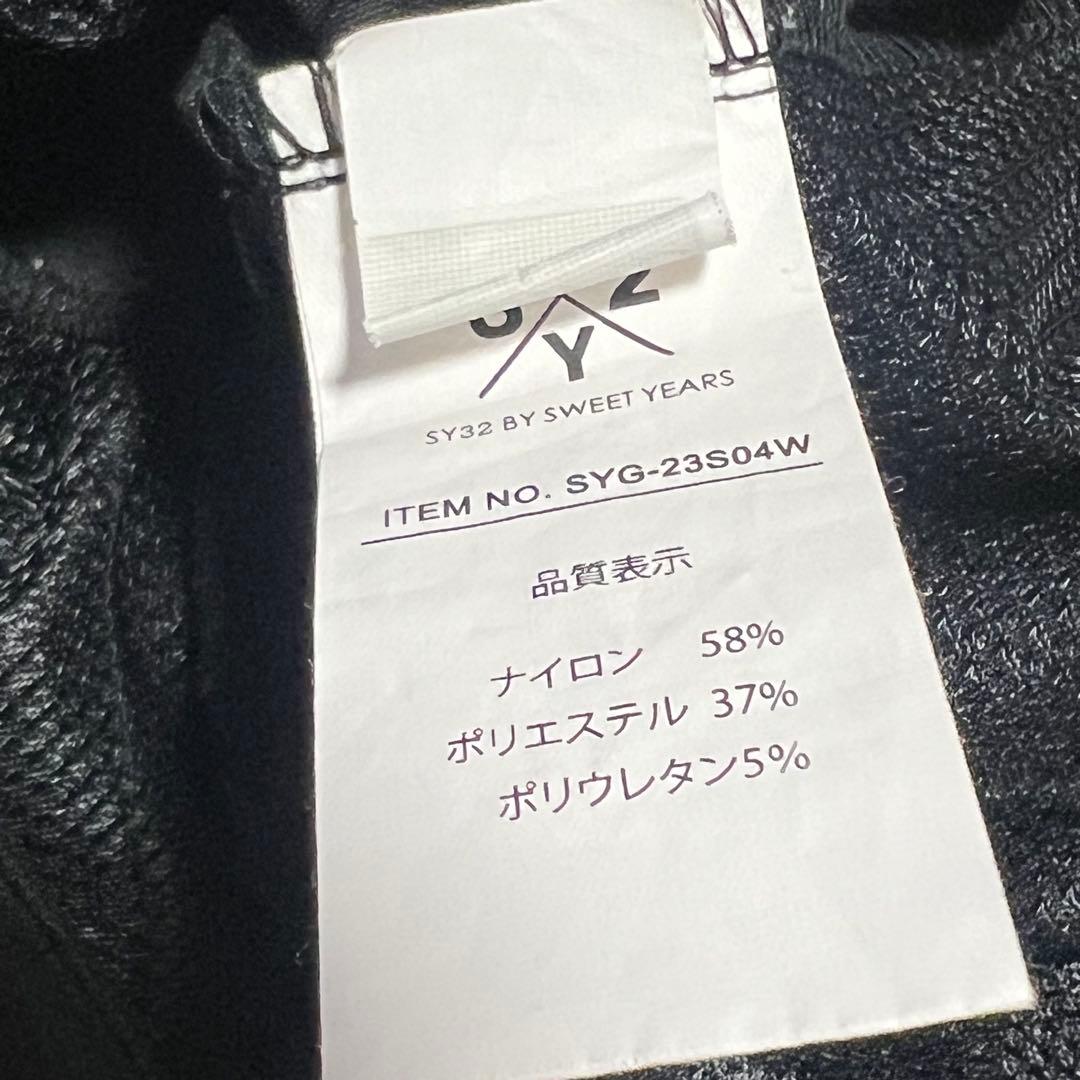 Y
SY32 BY SWEET YEARS
ITEM NO. SYG-23S04W
品質表示
ナイロン 58%
ポリエステル 37%
ポリウレタン5%